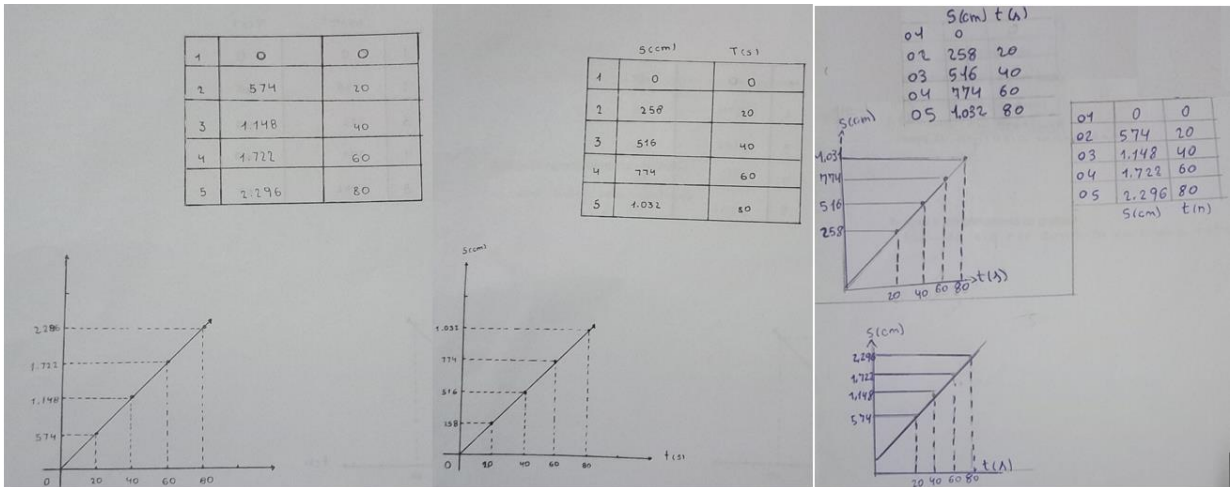 1 0 0
2 574 20
3 1.148 40
4 1.722 60
5 2.296 80
2.286
1.722
1.148
574
0 20 40 60 80
S(cm) T(s)
1 0 0
2 258 20
3 516 40
4 774 60
5 1.032 80
S(cm)
1.032
774
516
258
0 20 40 60 80 t(s)
S(cm) t(s)
01 0 0
02 258 20
03 516 40
04 774 60
05 1.032 80
S(cm)
1,031
774
516
258
20 40 60 80 t(s)
01 0 0
02 574 20
03 1.148 40
04 1.722 60
05 2.296 80
S(cm) t(s)
S(cm)
2,296
1,722
1,148
574
20 40 60 80 t(s)